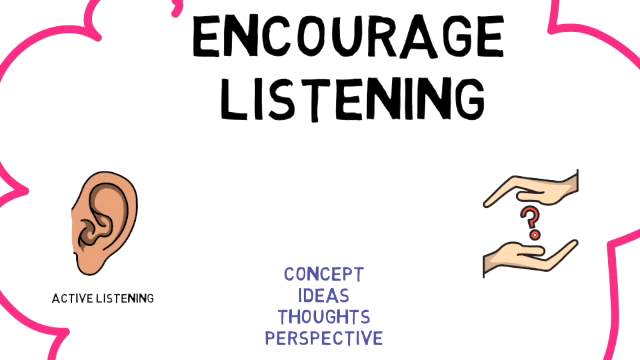 ENCOURAGE
LISTENING
?
ACTIVE LISTENING
CONCEPT
IDEAS
THOUGHTS
PERSPECTIVE